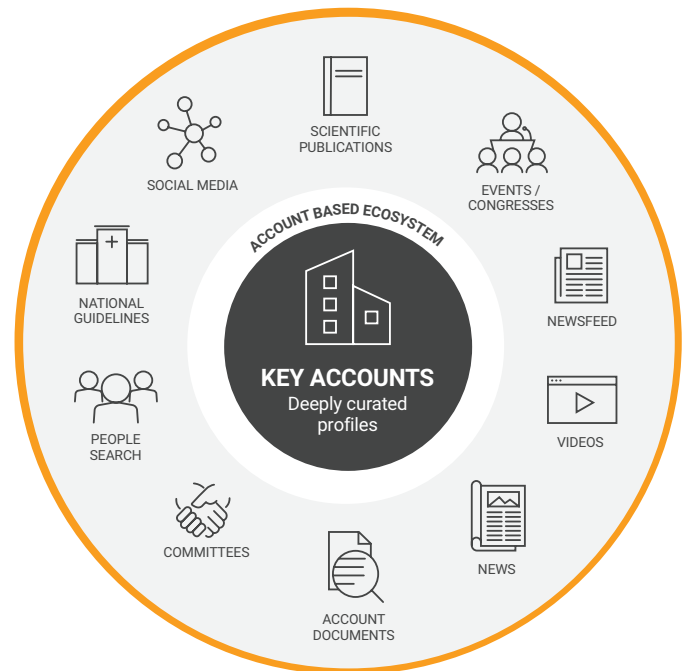 SCIENTIFIC
PUBLICATIONS
EVENTS /
CONGRESSES
NEWSFEED
VIDEOS
NEWS
ACCOUNT
DOCUMENTS
COMMITTEES
PEOPLE
SEARCH
NATIONAL
GUIDELINES
SOCIAL MEDIA
ACCOUNT BASED ECOSYSTEM
KEY ACCOUNTS
Deeply curated
profiles